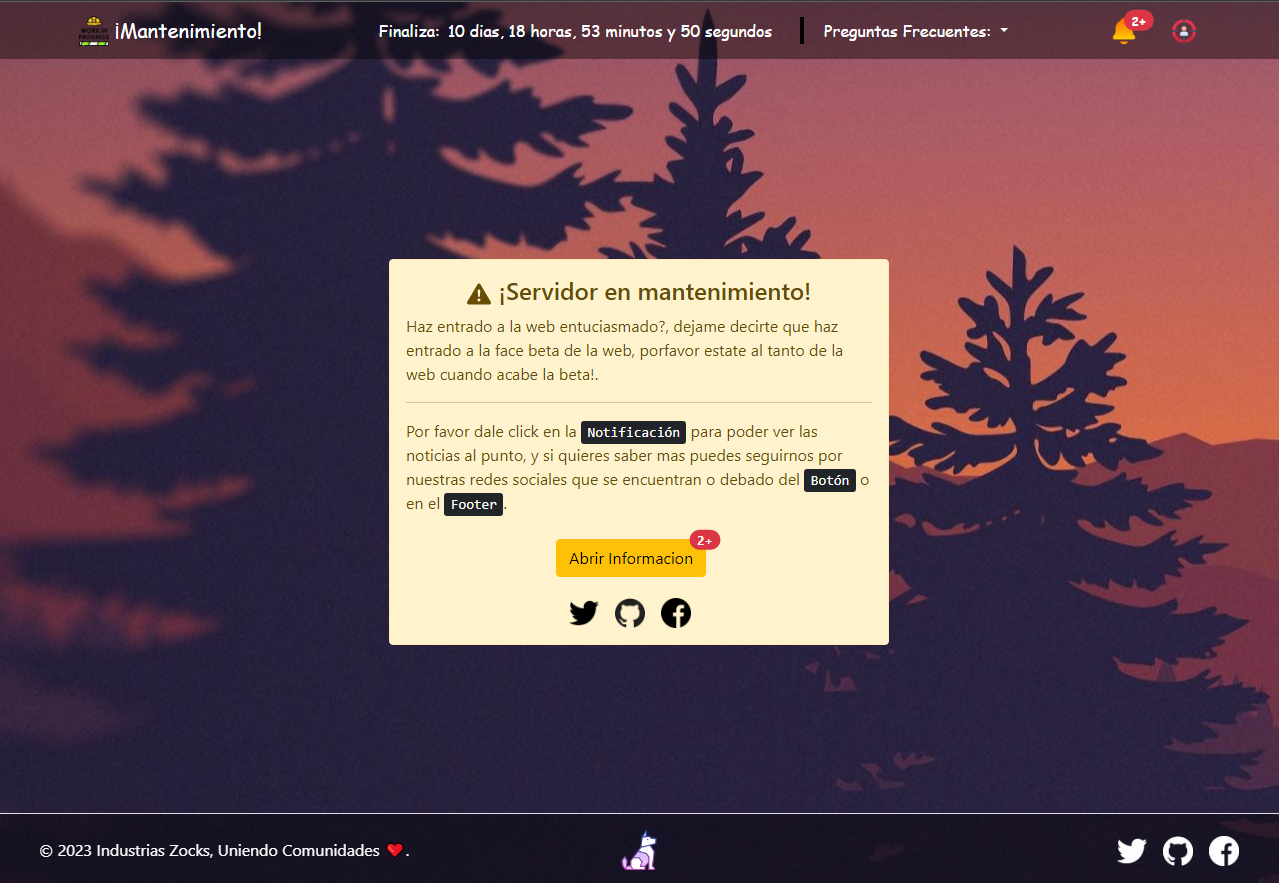 WORK IN
PROGRESS
¡Mantenimiento!
Finaliza: 10 dias, 18 horas, 53 minutos y 50 segundos
Preguntas Frecuentes:
2+
¡Servidor en mantenimiento!
Haz entrado a la web entuciasmado?, dejame decirte que haz
entrado a la face beta de la web, porfavor estate al tanto de la
web cuando acabe la beta!.
Por favor dale click en la Notificación para poder ver las
noticias al punto, y si quieres saber mas puedes seguirnos por
nuestras redes sociales que se encuentran o debado del Botón o
en el Footer.
2+
Abrir Informacion
© 2023 Industrias Zocks, Uniendo Comunidades ❤.